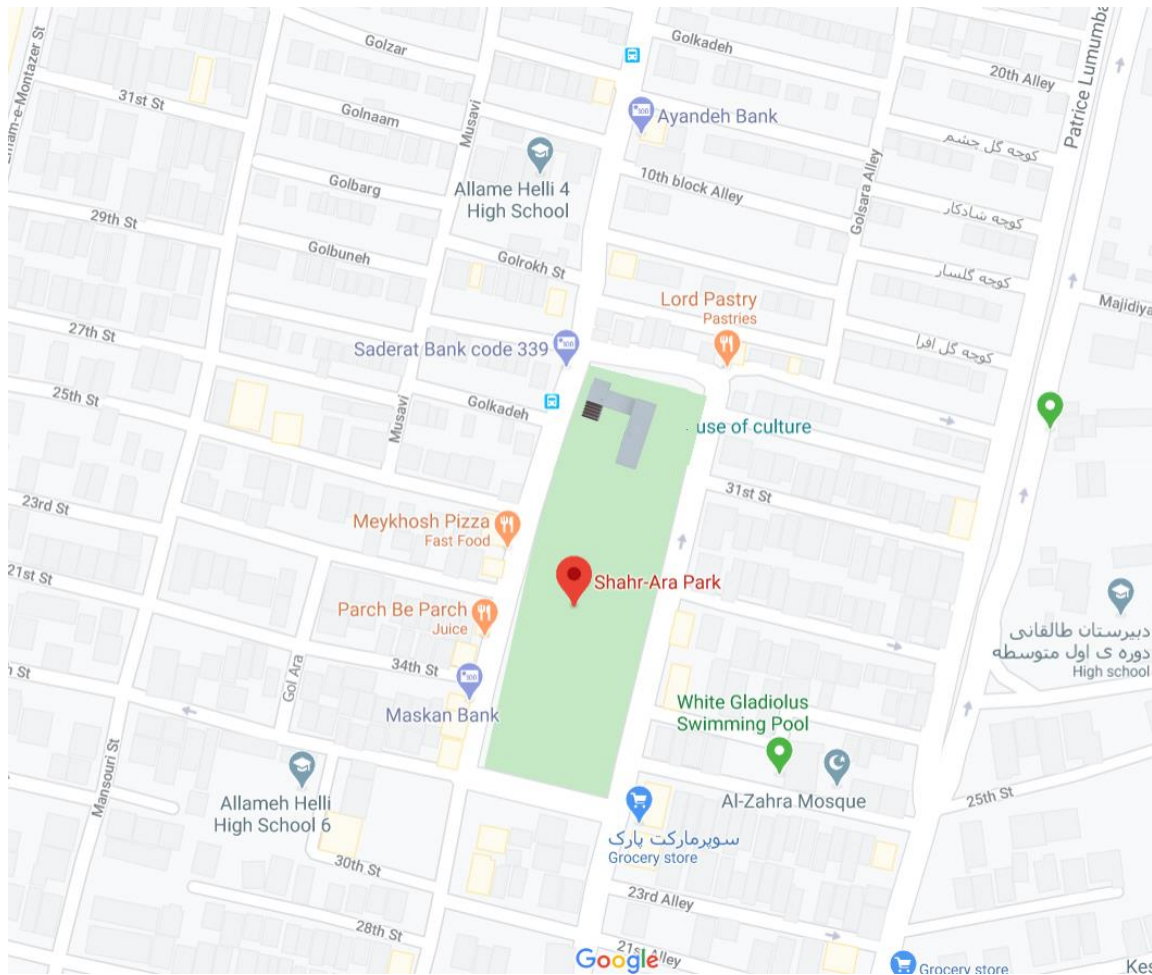 Emam-e-Montazer St
31st St
Golzar
Golnaam
Musavi
Golkadeh
Patrice Lumumba
20th Alley
Ayandeh Bank
کوچه گل چشم
Golbarg
Allame Helli 4
High School
10th block Alley
Golsara Alley
کوچه شادکار
29th St
Golbuneh
Golrokh St
کوچه گلسار
Lord Pastry
Pastries
Majidiya
27th St
Saderat Bank code 339
کوچه گل افرا
25th St
Musavi
Golkadeh
use of culture
31st St
23rd St
Meykhosh Pizza
Fast Food
21st St
Shahr-Ara Park
Parch Be Parch
Juice
دبیرستان طالقانی
دوره ی اول متوسطه
High school
h St
Gol Ara
34th St
Maskan Bank
White Gladiolus
Swimming Pool
Mansouri St
Allameh Helli
High School 6
Al-Zahra Mosque
25th St
سوپرمارکت پارک
Grocery store
30th St
23rd Alley
28th St
21st Alley
Google
Grocery store
Kes